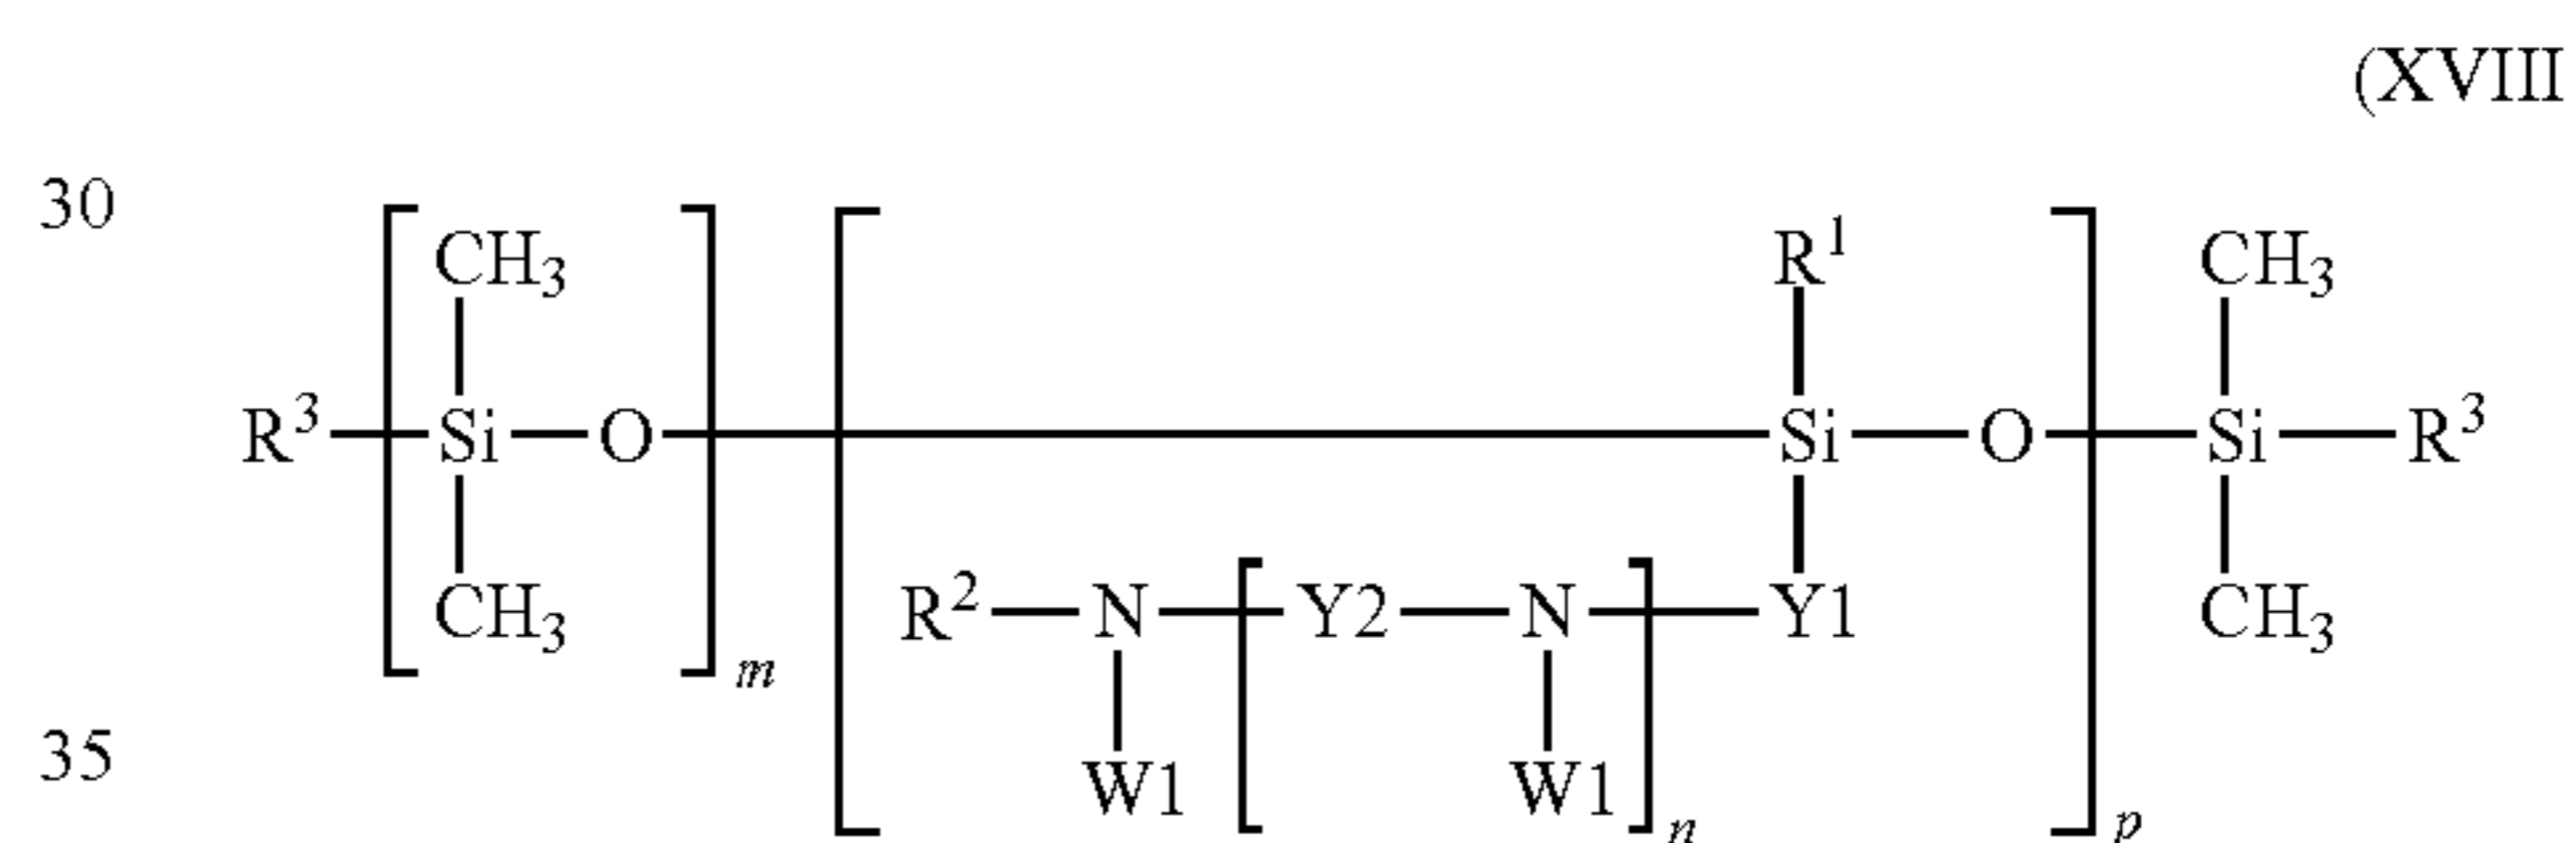 (XVIII
30
CH3 R1 CH3
R3 Si O Si O Si R3
CH3 R2 N Y2 N Y1 CH3
m
35 W1 W1
n p